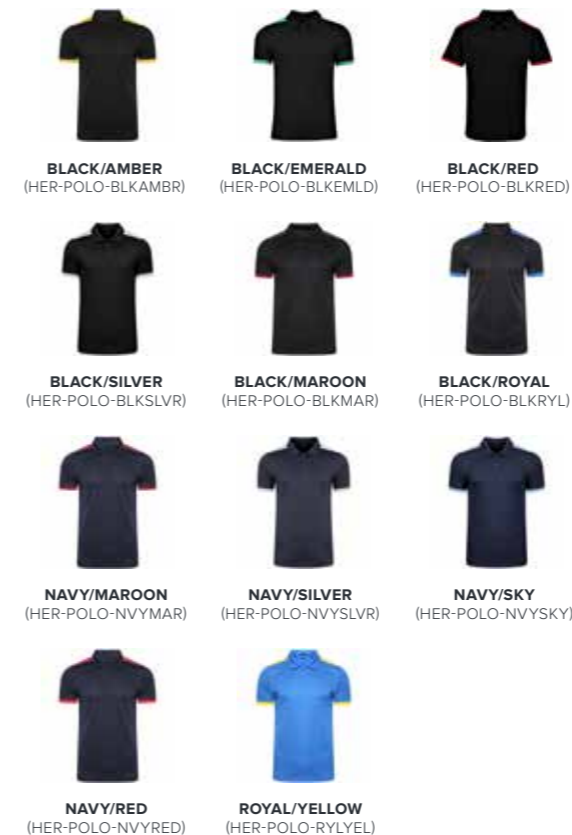 BLACK/AMBER
(HER-POLO-BLKAMBR)
BLACK/EMERALD
(HER-POLO-BLKEMLD)
BLACK/RED
(HER-POLO-BLKRED)
BLACK/SILVER
(HER-POLO-BLKSLVR)
BLACK/MAROON
(HER-POLO-BLKMAR)
BLACK/ROYAL
(HER-POLO-BLKRYL)
NAVY/MAROON
(HER-POLO-NVYMAR)
NAVY/SILVER
(HER-POLO-NVYSLVR)
NAVY/SKY
(HER-POLO-NVYSKY)
NAVY/RED
(HER-POLO-NVYRED)
ROYAL/YELLOW
(HER-POLO-RYLYEL)